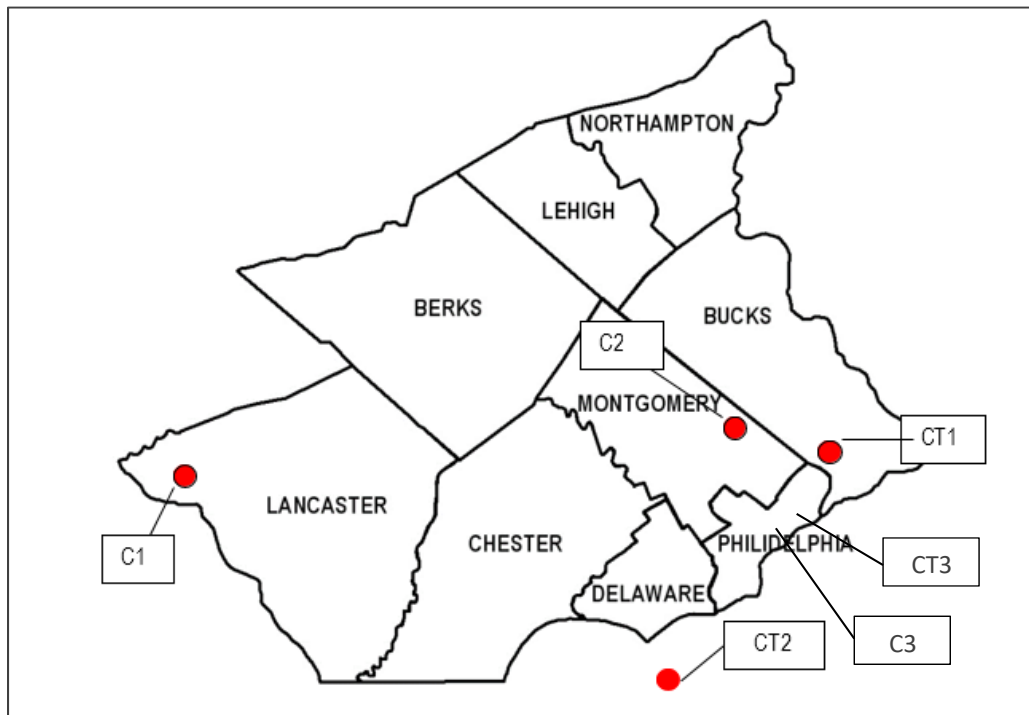 NORTHAMPTON
LEHIGH
BERKS
BUCKS
C2
MONTGOMERY
CT1
LANCASTER
C1
CHESTER
PHILIDELPHIA
CT3
DELAWARE
CT2
C3